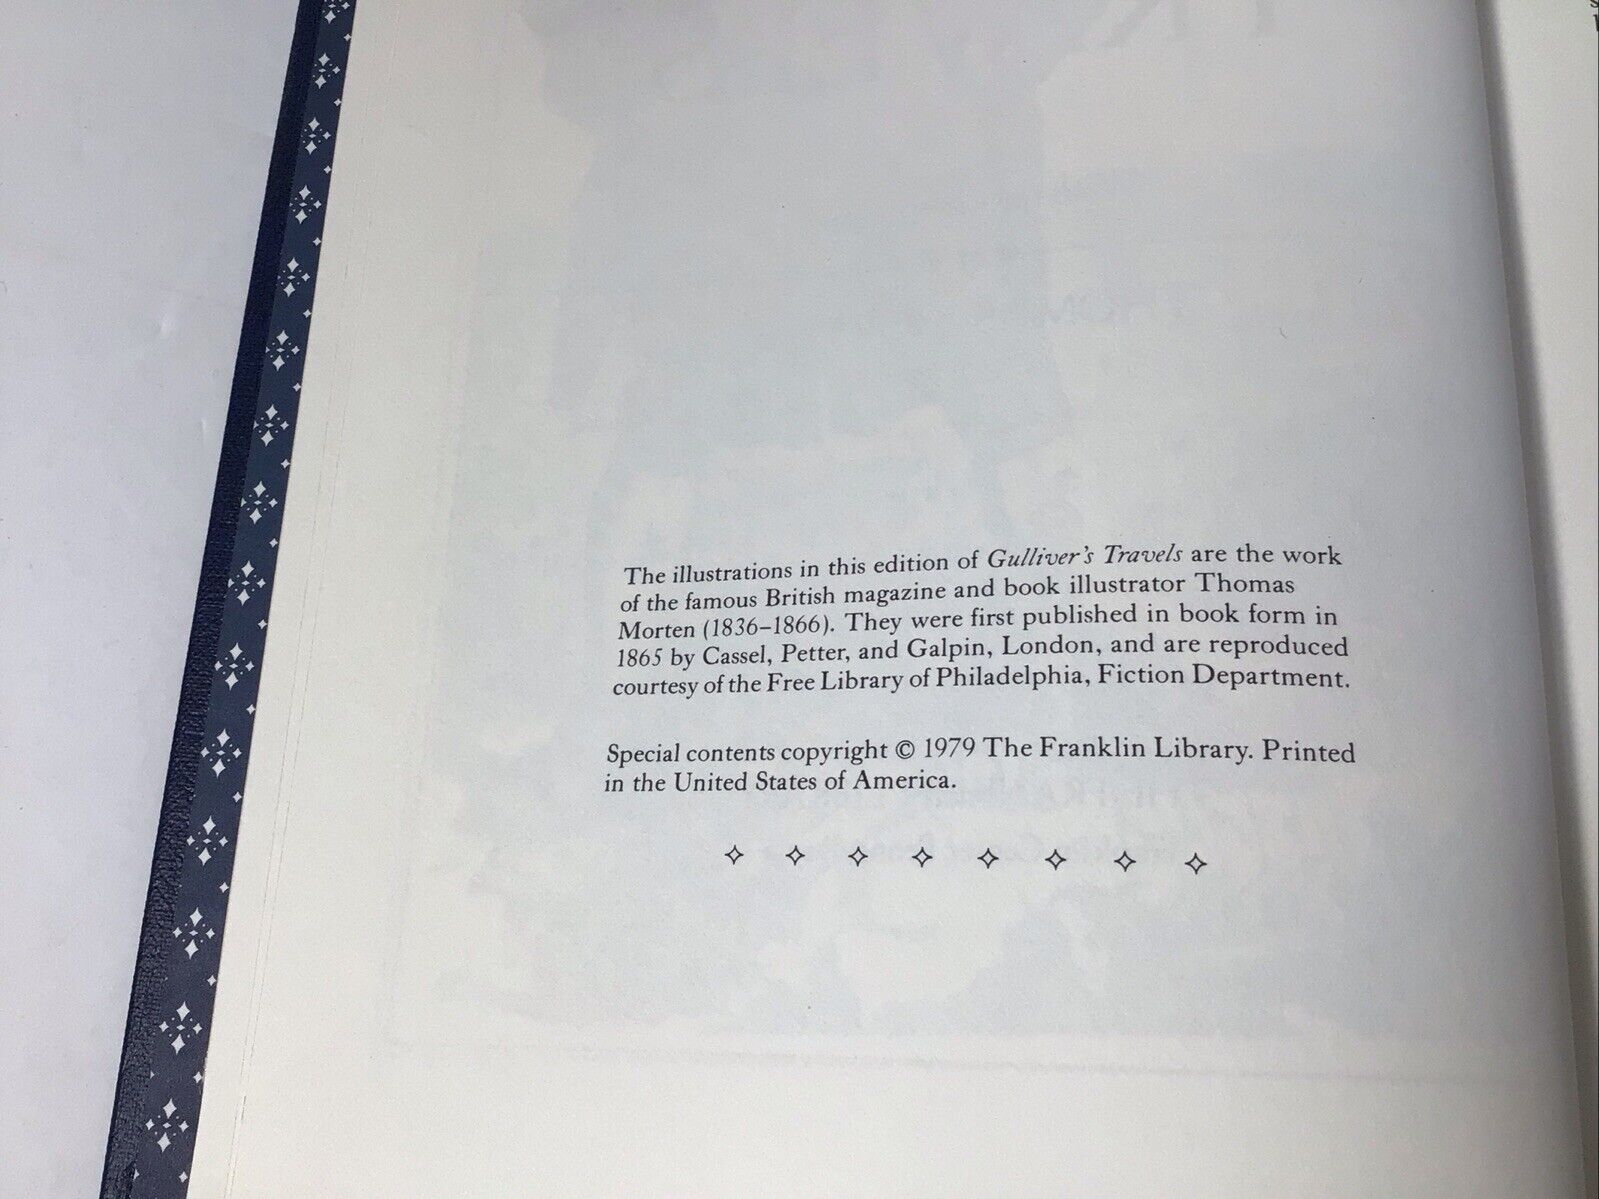 The illustrations in this edition of Gulliver's Travels are the work
of the famous British magazine and book illustrator Thomas
Morten (1836–1866). They were first published in book form in
1865 by Cassel, Petter, and Galpin, London, and are reproduced
courtesy of the Free Library of Philadelphia, Fiction Department.
Special contents copyright © 1979 The Franklin Library. Printed
in the United States of America.